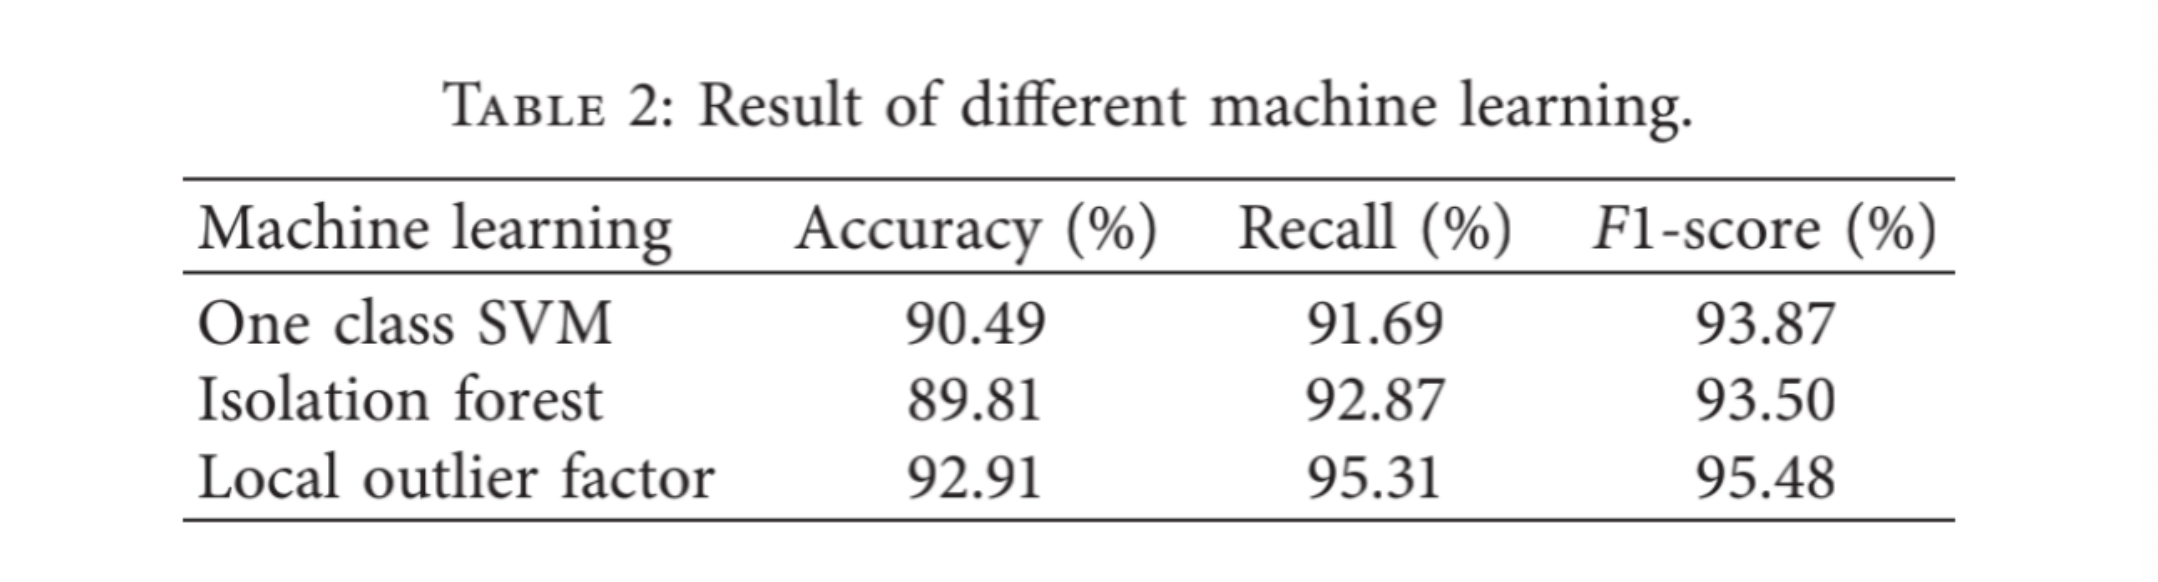 TABLE 2: Result of different machine learning.
Machine learning Accuracy (%) Recall (%) F1-score (%)
One class SVM 90.49 91.69 93.87
Isolation forest 89.81 92.87 93.50
Local outlier factor 92.91 95.31 95.48